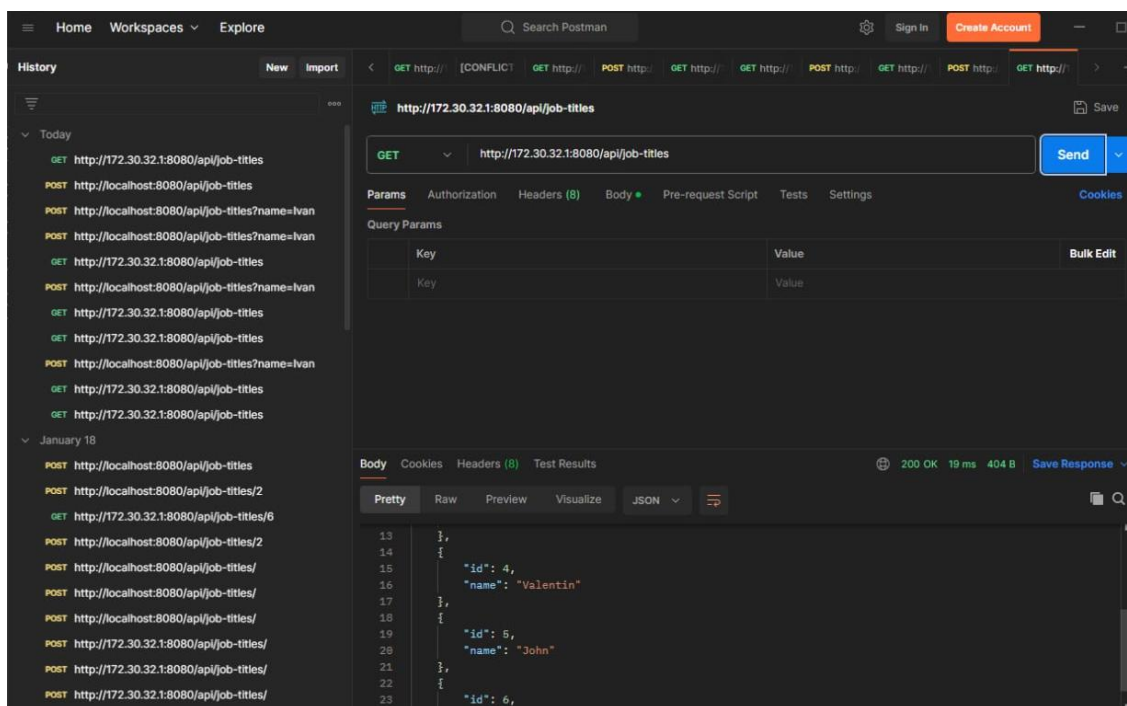 Home Workspaces Explore Search Postman Sign In Create Account
History New Import
GET http:// [CONFLICT GET http:// POST http:/ GET http:// GET http:// POST http:/ GET http:// POST http:/ GET http://
HTTP http://172.30.32.1:8080/api/job-titles Save
GET http://172.30.32.1:8080/api/job-titles Send
Params Authorization Headers (8) Body Pre-request Script Tests Settings Cookies
Query Params
Key Value Bulk Edit
Key Value
Today
GET http://172.30.32.1:8080/api/job-titles
POST http://localhost:8080/api/job-titles
POST http://localhost:8080/api/job-titles?name=Ivan
POST http://localhost:8080/api/job-titles?name=Ivan
GET http://172.30.32.1:8080/api/job-titles
POST http://localhost:8080/api/job-titles?name=Ivan
GET http://172.30.32.1:8080/api/job-titles
GET http://172.30.32.1:8080/api/job-titles
POST http://localhost:8080/api/job-titles?name=Ivan
GET http://172.30.32.1:8080/api/job-titles
GET http://172.30.32.1:8080/api/job-titles
January 18
POST http://localhost:8080/api/job-titles
POST http://localhost:8080/api/job-titles/2
GET http://localhost:8080/api/job-titles/6
POST http://localhost:8080/api/job-titles/2
POST http://localhost:8080/api/job-titles/
POST http://localhost:8080/api/job-titles/
POST http://localhost:8080/api/job-titles/
POST http://172.30.32.1:8080/api/job-titles/
POST http://172.30.32.1:8080/api/job-titles/
POST http://172.30.32.1:8080/api/job-titles/
Body Cookies Headers (8) Test Results 200 OK 19 ms 404 B Save Response
Pretty Raw Preview Visualize JSON
13 },
14 {
15 "id": 4,
16 "name": "Valentin"
17 },
18 {
19 "id": 5,
20 "name": "John"
21 },
22 {
23 "id": 6,